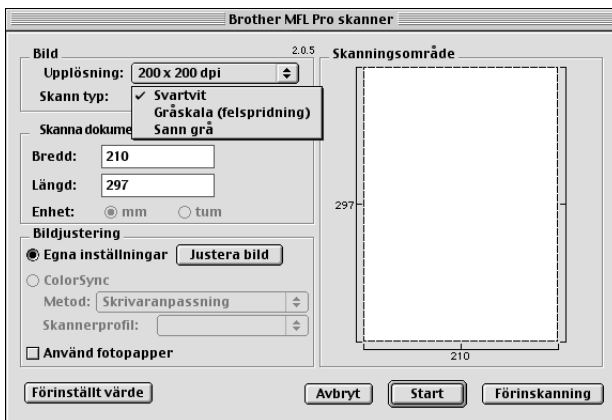 Brother MFL Pro skanner
Bild 2.0.5
Upplösning: 200 x 200 dpi
Skann typ: ✓ Svartvit
Gråskala (felspridning)
Sann grå
Skanna dokume
Bredd: 210
Längd: 297
Enhet: mm tum
Bildjustering
Egna inställningar Justera bild
ColorSync
Metod: Skrivaranpassning
Skannerprofil:
Använd fotopapper
Skanningsområde
297
210
Förinställt värde Avbryt Start Förinskanning